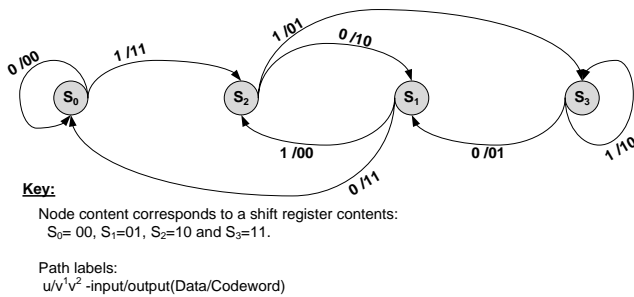 0 /00
1 /11
1 /01
0 /10
S0
S2
S1
S3
1 /00
0 /01
1 /10
0 /11
Key:
Node content corresponds to a shift register contents:
S0= 00, S1=01, S2=10 and S3=11.
Path labels:
u/v1v2 -input/output(Data/Codeword)